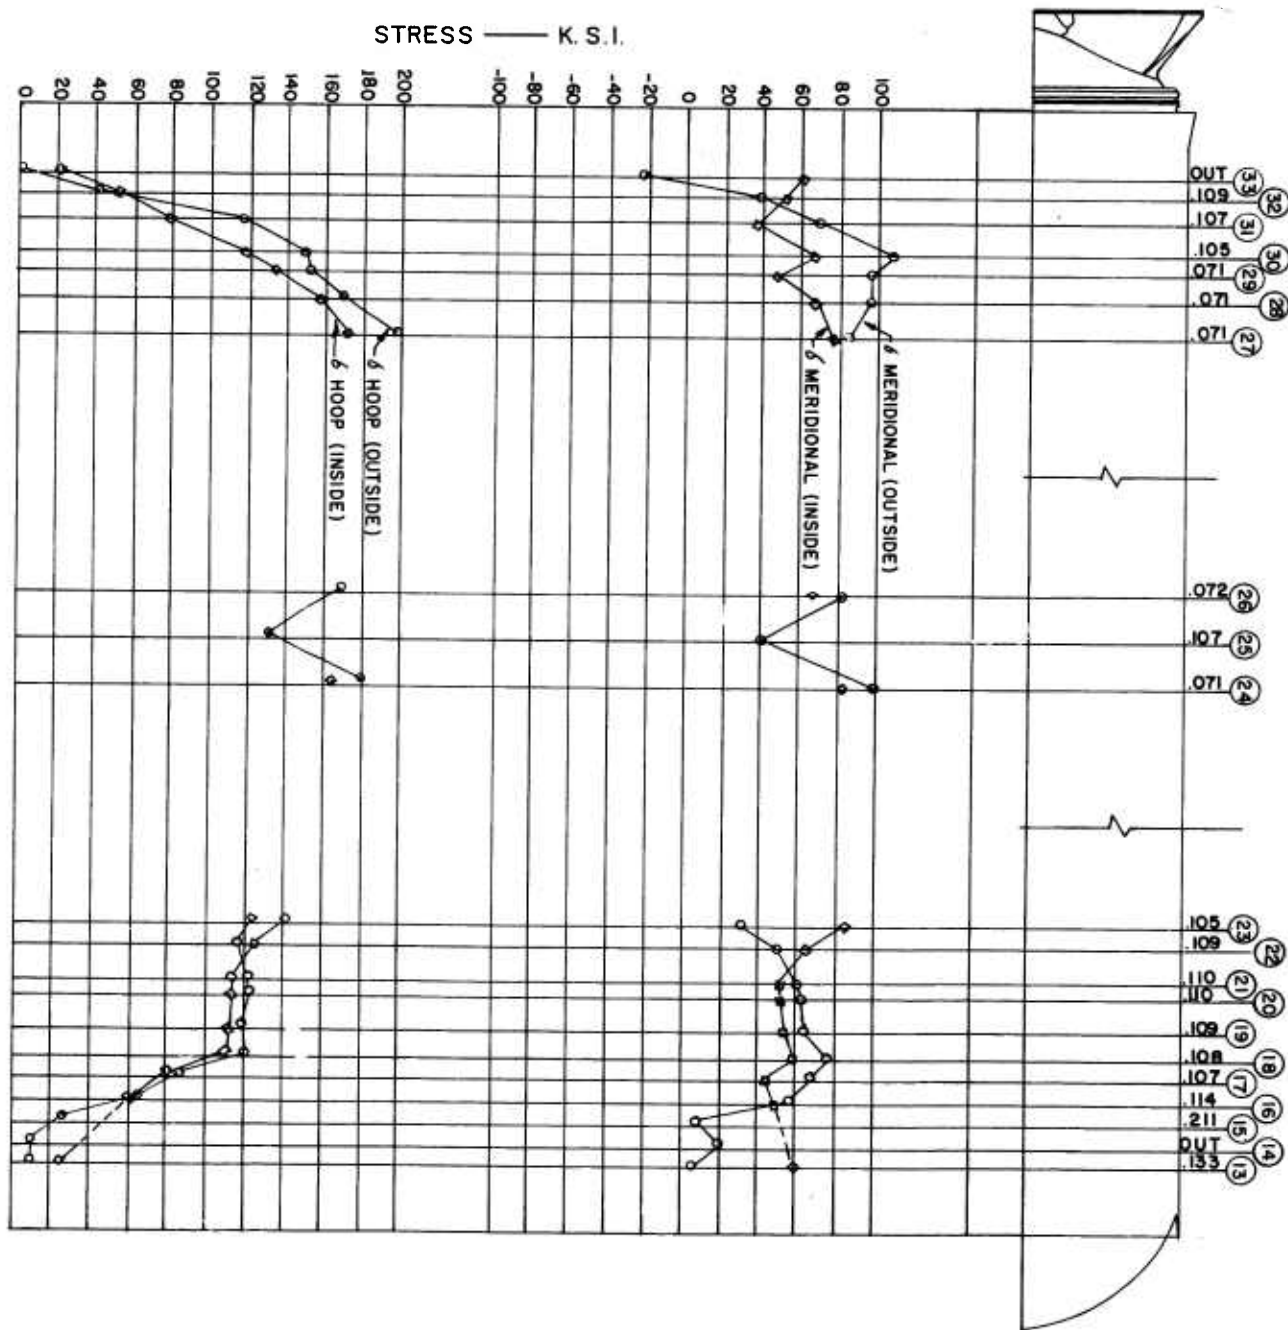 STRESS — K. S. I.
0 20 40 60 80 100 120 140 160 180 200
-100 -80 -60 -40 -20 0 20 40 60 80 100
OUT 33
.109 32
.107 31
.105 30
.071 29
.071 28
.071 27
σ HOOP (INSIDE)
σ HOOP (OUTSIDE)
σ MERIDIONAL (INSIDE)
σ MERIDIONAL (OUTSIDE)
.072 26
.107 25
.071 24
.105 23
.109 22
.110 21
.110 20
.109 19
.108 18
.107 17
.114 16
.211 15
OUT 14
.133 13